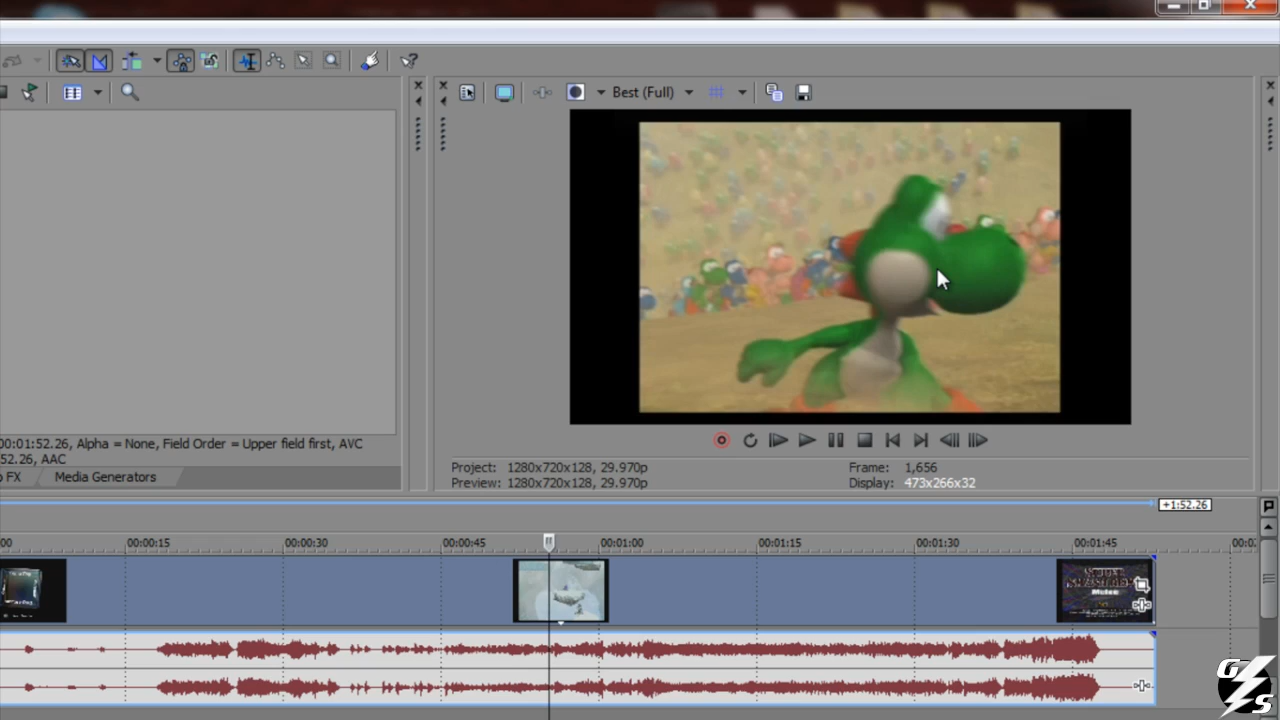 Best (Full)
00:01:52.26, Alpha = None, Field Order = Upper field first, AVC
52.26, AAC
FX
Media Generators
Project: 1280x720x128, 29.970p
Preview: 1280x720x128, 29.970p
Frame: 1,656
Display: 473x266x32
+1:52.26
00
00:00:15
00:00:30
00:00:45
00:01:00
00:01:15
00:01:30
00:01:45
Melee
G S